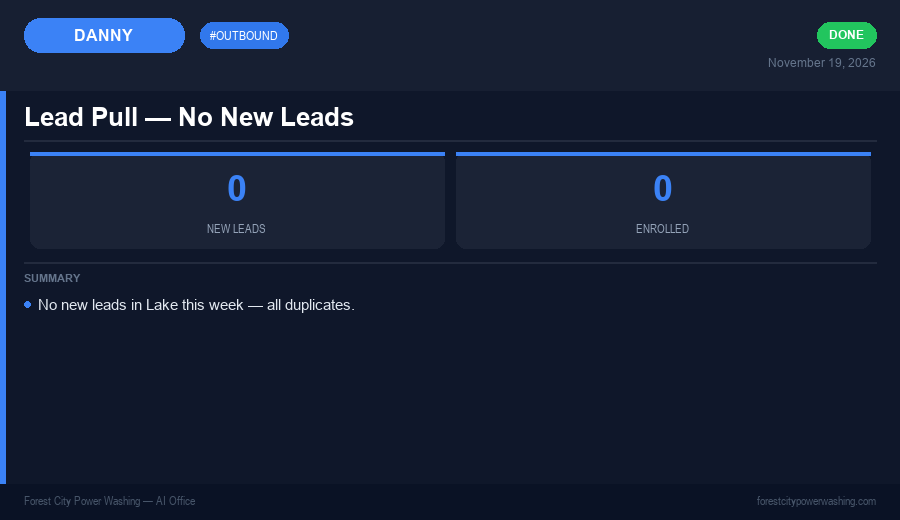 DANNY
#OUTBOUND
DONE
November 19, 2026
Lead Pull — No New Leads
0
NEW LEADS
0
ENROLLED
SUMMARY
No new leads in Lake this week — all duplicates.
Forest City Power Washing — AI Office
forestcitypowerwashing.com